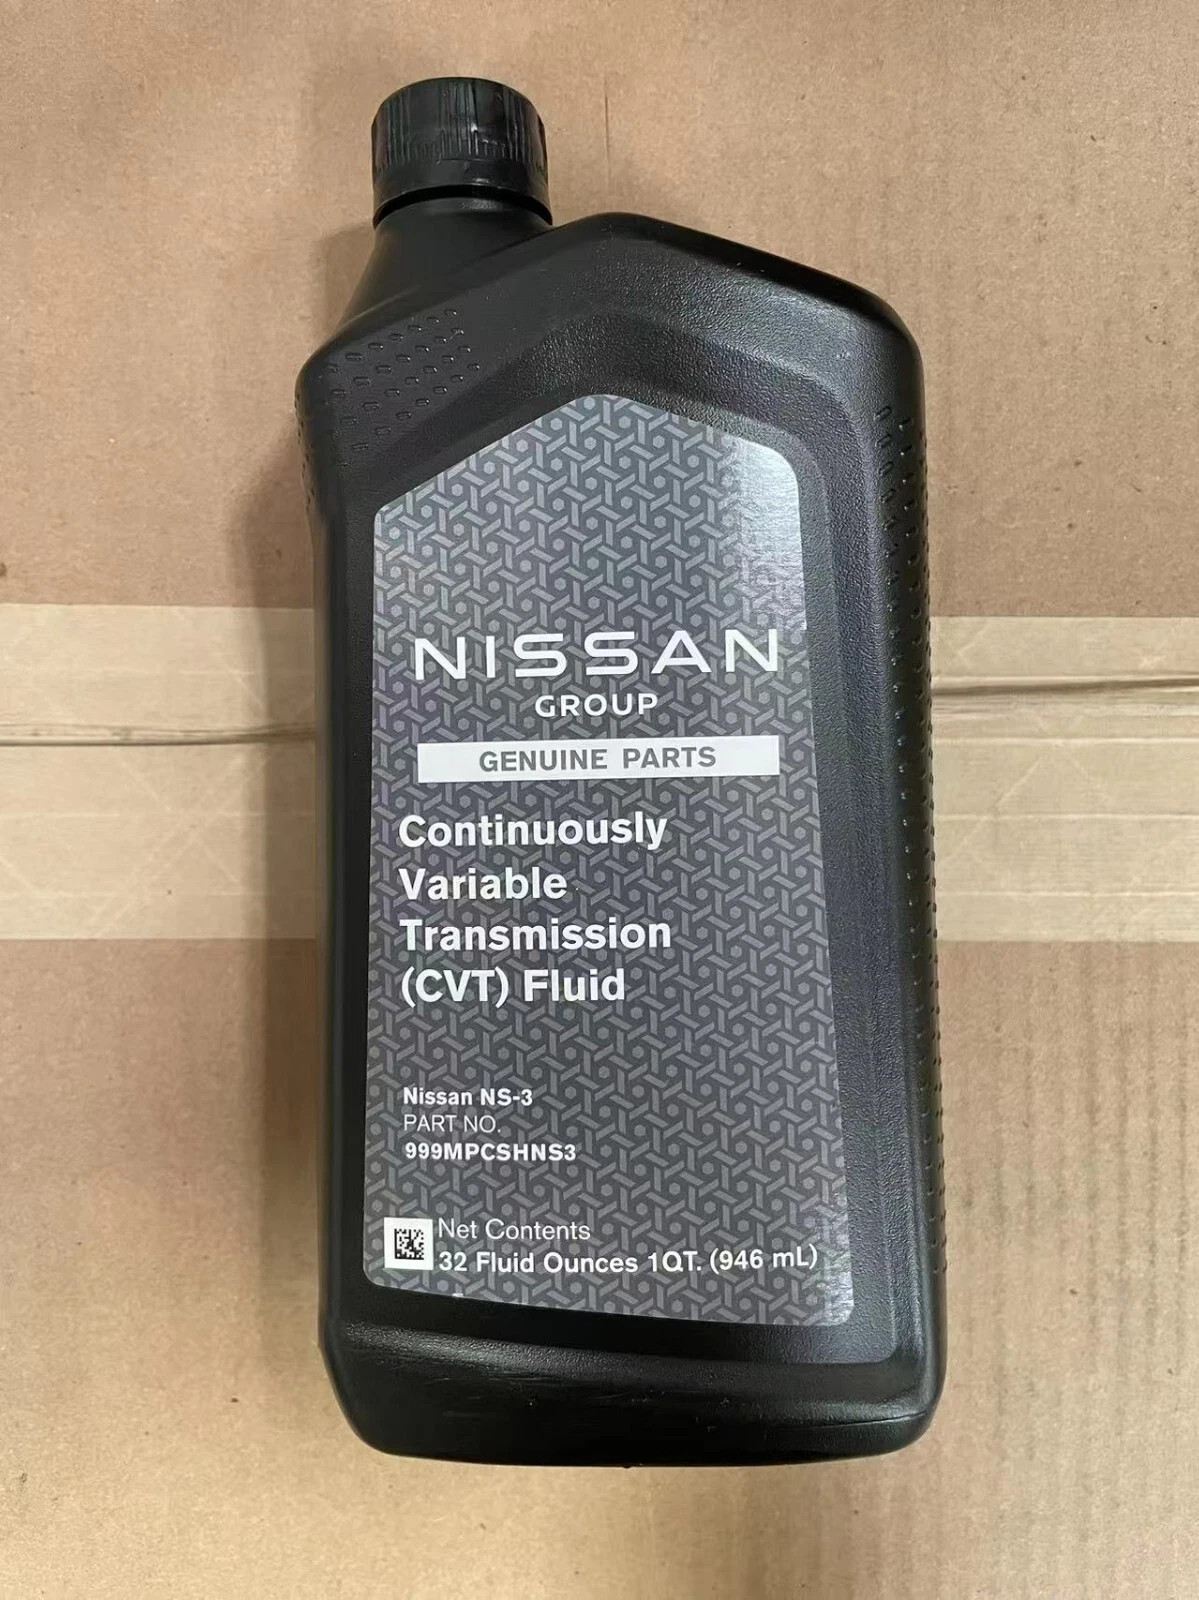 NISSAN
GROUP
GENUINE PARTS
Continuously
Variable
Transmission
(CVT) Fluid
Nissan NS-3
PART NO.
999MPCSHNS3
Net Contents
32 Fluid Ounces 1QT. (946 mL)